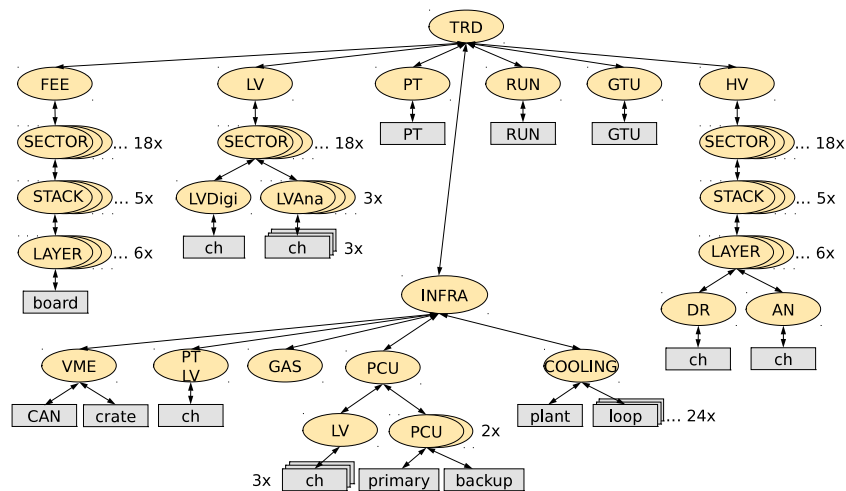 TRD
FEE LV PT RUN GTU HV
PT RUN GTU
SECTOR ... 18x SECTOR ... 18x SECTOR ... 18x
STACK ... 5x LVDigi LVAna 3x STACK ... 5x
ch ch 3x
LAYER ... 6x LAYER ... 6x
board INFRA DR AN
ch ch
VME PT
LV GAS PCU COOLING
CAN crate ch plant loop ... 24x
LV PCU 2x
3x ch primary backup